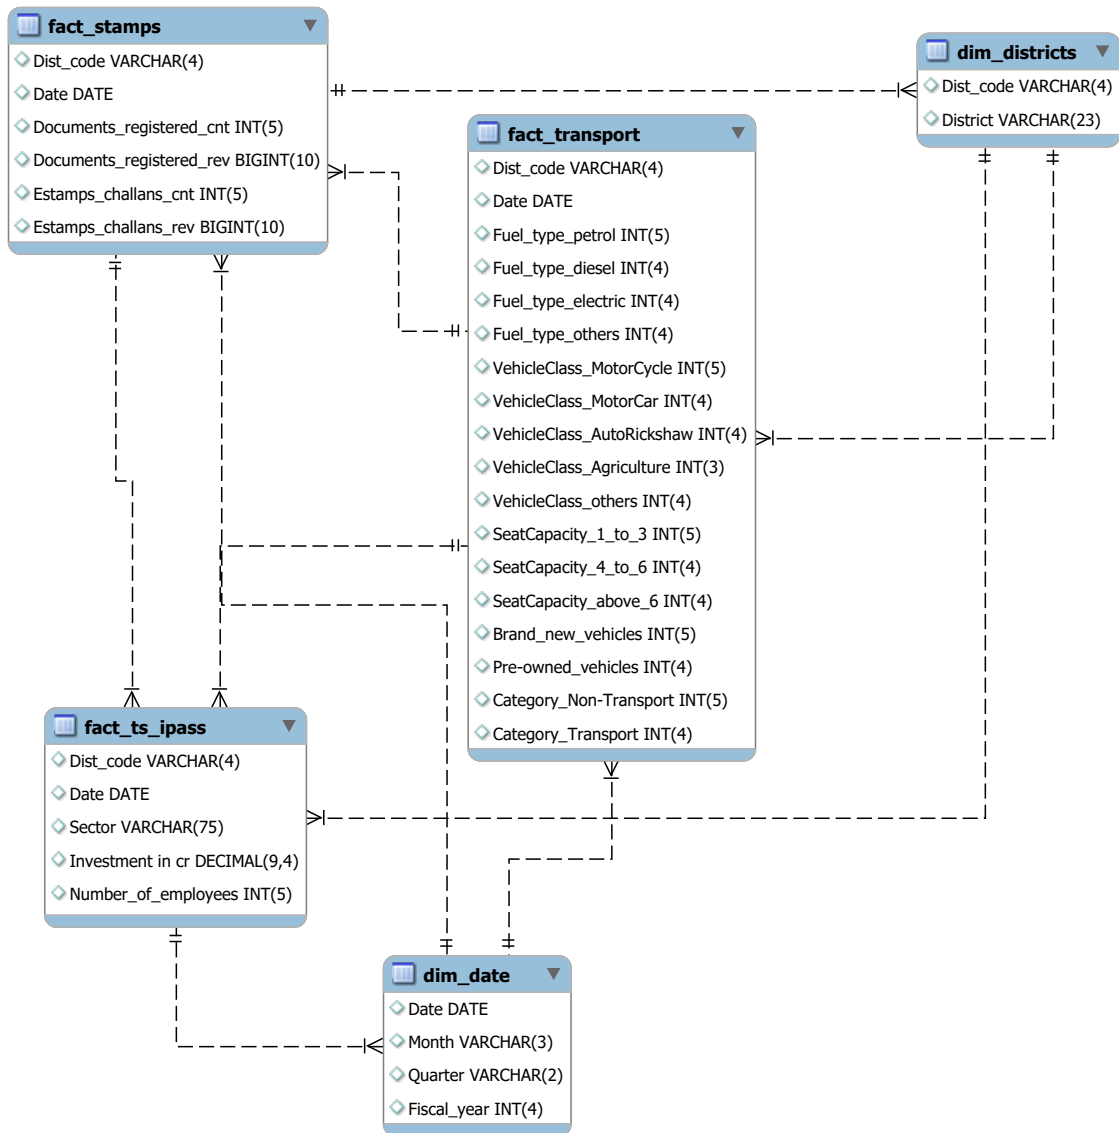 fact_stamps
Dist_code VARCHAR(4)
Date DATE
Documents_registered_cnt INT(5)
Documents_registered_rev BIGINT(10)
Estamps_challans_cnt INT(5)
Estamps_challans_rev BIGINT(10)
dim_districts
Dist_code VARCHAR(4)
District VARCHAR(23)
fact_transport
Dist_code VARCHAR(4)
Date DATE
Fuel_type_petrol INT(5)
Fuel_type_diesel INT(4)
Fuel_type_electric INT(4)
Fuel_type_others INT(4)
VehicleClass_MotorCycle INT(5)
VehicleClass_MotorCar INT(4)
VehicleClass_AutoRickshaw INT(4)
VehicleClass_Agriculture INT(3)
VehicleClass_others INT(4)
SeatCapacity_1_to_3 INT(5)
SeatCapacity_4_to_6 INT(4)
SeatCapacity_above_6 INT(4)
Brand_new_vehicles INT(5)
Pre-owned_vehicles INT(4)
Category_Non-Transport INT(5)
Category_Transport INT(4)
fact_ts_ipass
Dist_code VARCHAR(4)
Date DATE
Sector VARCHAR(75)
Investment in cr DECIMAL(9,4)
Number_of_employees INT(5)
dim_date
Date DATE
Month VARCHAR(3)
Quarter VARCHAR(2)
Fiscal_year INT(4)